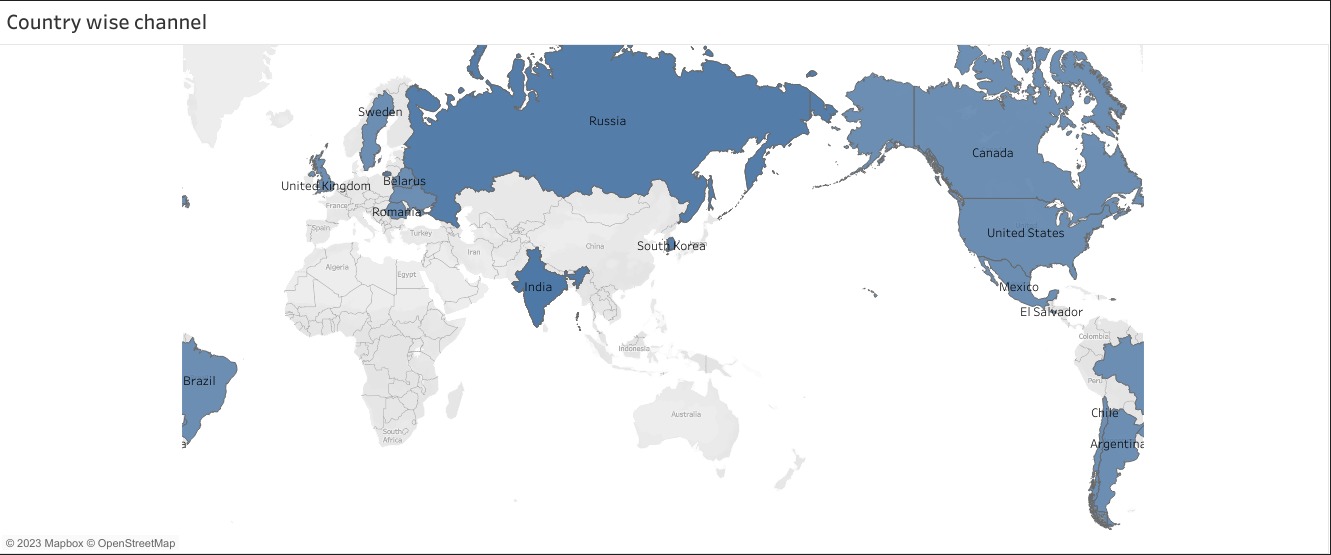 Country wise channel
Sweden
Russia
Canada
United Kingdom
Belarus
France
Romania
Spain
Turkey
United States
South Korea
China
Iran
Algeria
Egypt
India
Mexico
El Salvador
Colombia
Indonesia
Brazil
Peru
Chile
Australia
South
Africa
a
Argentina
© 2023 Mapbox © OpenStreetMap